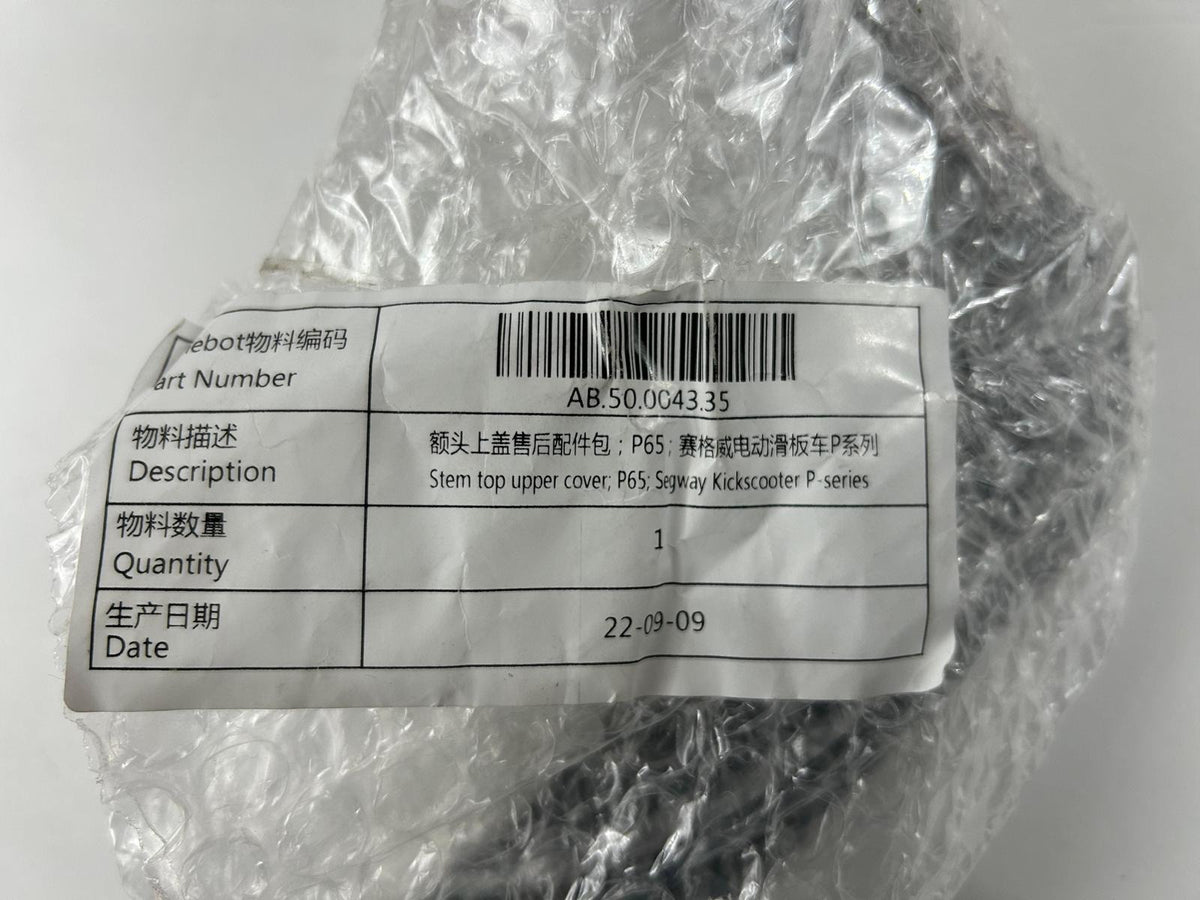 ebot物料编码
art Number
AB.50.0043.35
物料描述
Description
额头上盖售后配件包；P65；赛格威电动滑板车P系列
Stem top upper cover; P65; Segway Kickscooter P-series
物料数量
Quantity
1
生产日期
Date
22-09-09